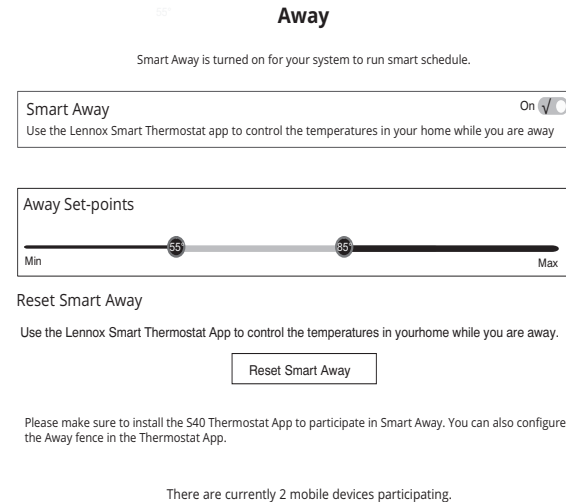 55°
Away
Smart Away is turned on for your system to run smart schedule.
Smart Away
On √
Use the Lennox Smart Thermostat app to control the temperatures in your home while you are away
Away Set-points
55° 85°
Min Max
Reset Smart Away
Use the Lennox Smart Thermostat App to control the temperatures in yourhome while you are away.
Reset Smart Away
Please make sure to install the S40 Thermostat App to participate in Smart Away. You can also configure
the Away fence in the Thermostat App.
There are currently 2 mobile devices participating.